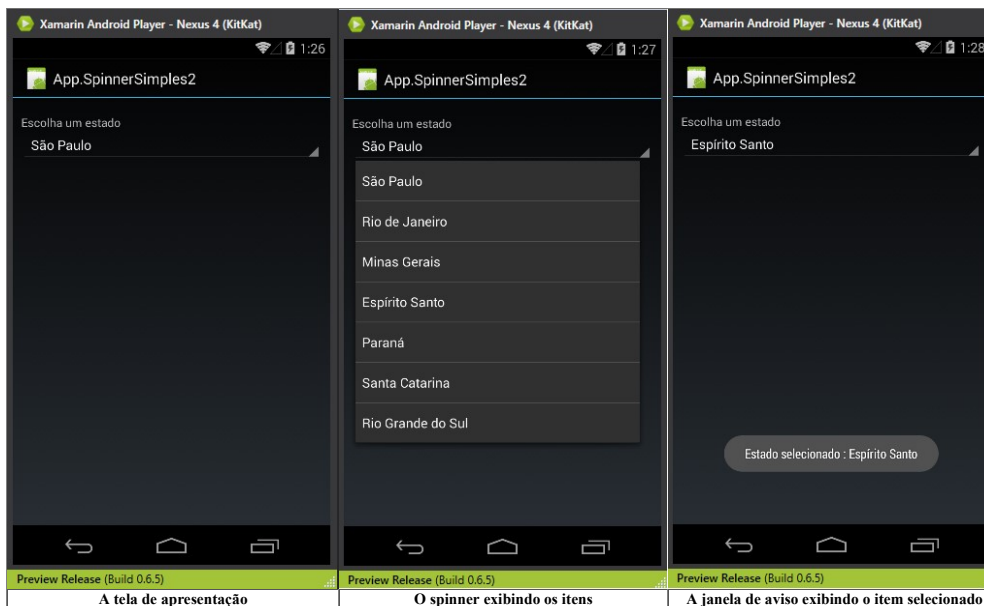 Xamarin Android Player - Nexus 4 (KitKat)
1:26
App.SpinnerSimples2
Escolha um estado
São Paulo
Preview Release (Build 0.6.5)
A tela de apresentação
Xamarin Android Player - Nexus 4 (KitKat)
1:27
App.SpinnerSimples2
Escolha um estado
São Paulo
São Paulo
Rio de Janeiro
Minas Gerais
Espírito Santo
Paraná
Santa Catarina
Rio Grande do Sul
Preview Release (Build 0.6.5)
O spinner exibindo os itens
Xamarin Android Player - Nexus 4 (KitKat)
1:28
App.SpinnerSimples2
Escolha um estado
Espírito Santo
Estado selecionado : Espírito Santo
Preview Release (Build 0.6.5)
A janela de aviso exibindo o item selecionado